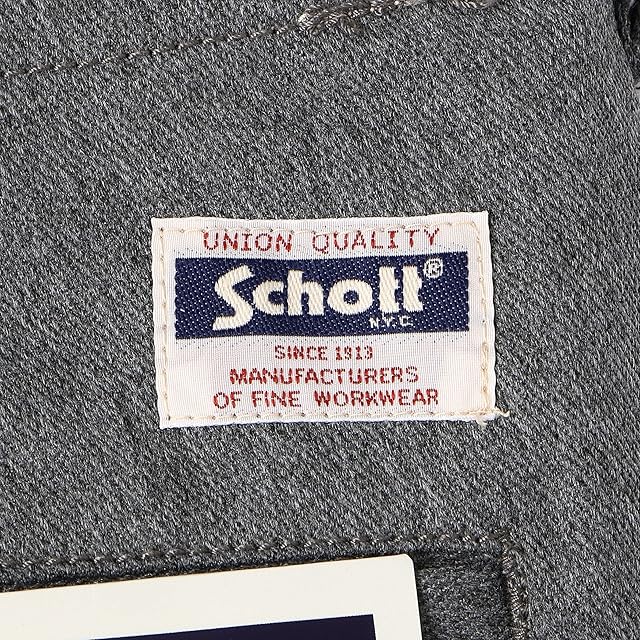 UNION QUALITY
Schott®
N.Y.C.
SINCE 1913
MANUFACTURERS
OF FINE WORKWEAR